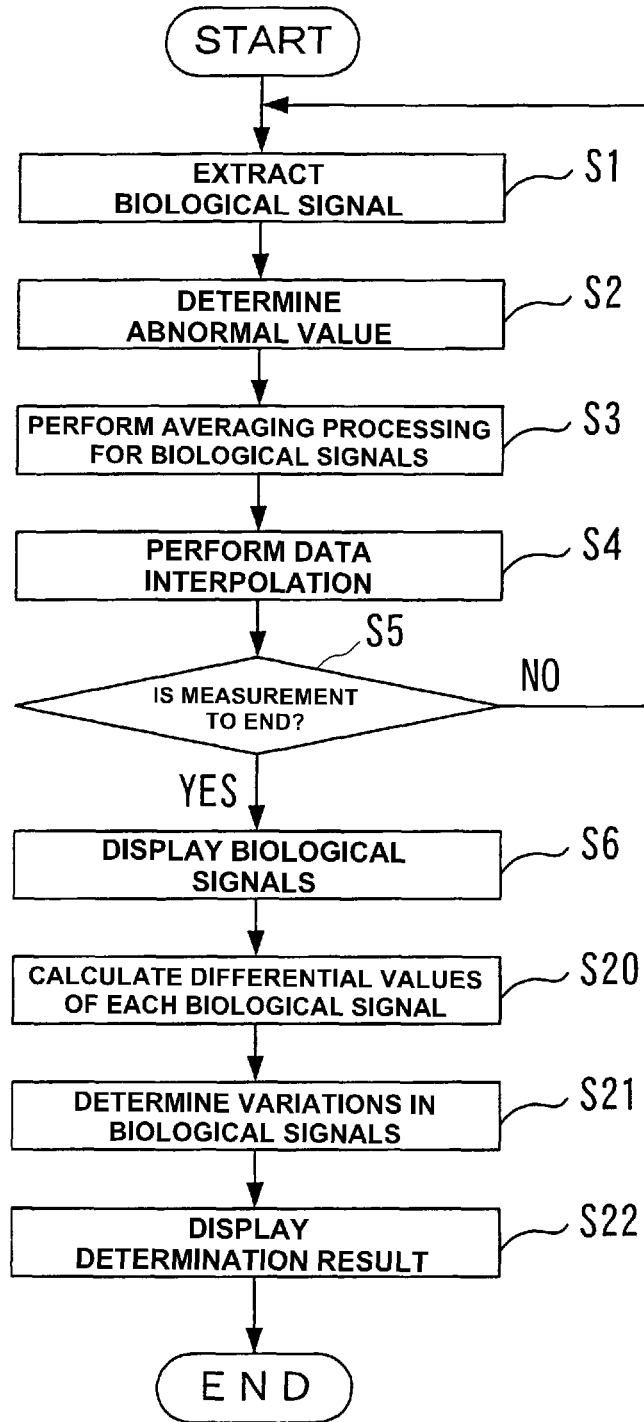 START
EXTRACT
BIOLOGICAL SIGNAL
S1
DETERMINE
ABNORMAL VALUE
S2
PERFORM AVERAGING PROCESSING
FOR BIOLOGICAL SIGNALS
S3
PERFORM DATA
INTERPOLATION
S4
S5
IS MEASUREMENT
TO END?
NO
YES
DISPLAY BIOLOGICAL
SIGNALS
S6
CALCULATE DIFFERENTIAL VALUES
OF EACH BIOLOGICAL SIGNAL
S20
DETERMINE VARIATIONS IN
BIOLOGICAL SIGNALS
S21
DISPLAY
DETERMINATION RESULT
S22
END